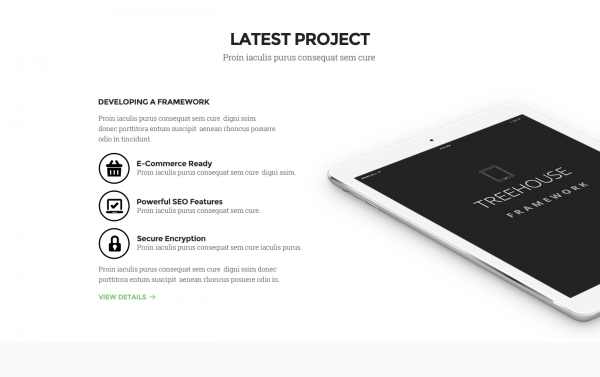 LATEST PROJECT
Proin iaculis purus consequat sem cure
DEVELOPING A FRAMEWORK
Proin iaculis purus consequat sem cure digni ssim
donec porttitora entum suscipit aenean rhoncus posuere
odio in tincidunt
E-Commerce Ready
Proin iaculis purus consequat sem cure digni ssim.
Powerful SEO Features
Proin iaculis purus consequat sem cure.
Secure Encryption
Proin iaculis purus consequat sem cure iaculis purus.
Proin iaculis purus consequat sem cure digni ssim donec
porttitora entum suscipit aenean rhoncus posuere odio in.
VIEW DETAILS →
TREEHOUSE
FRAMEWORK